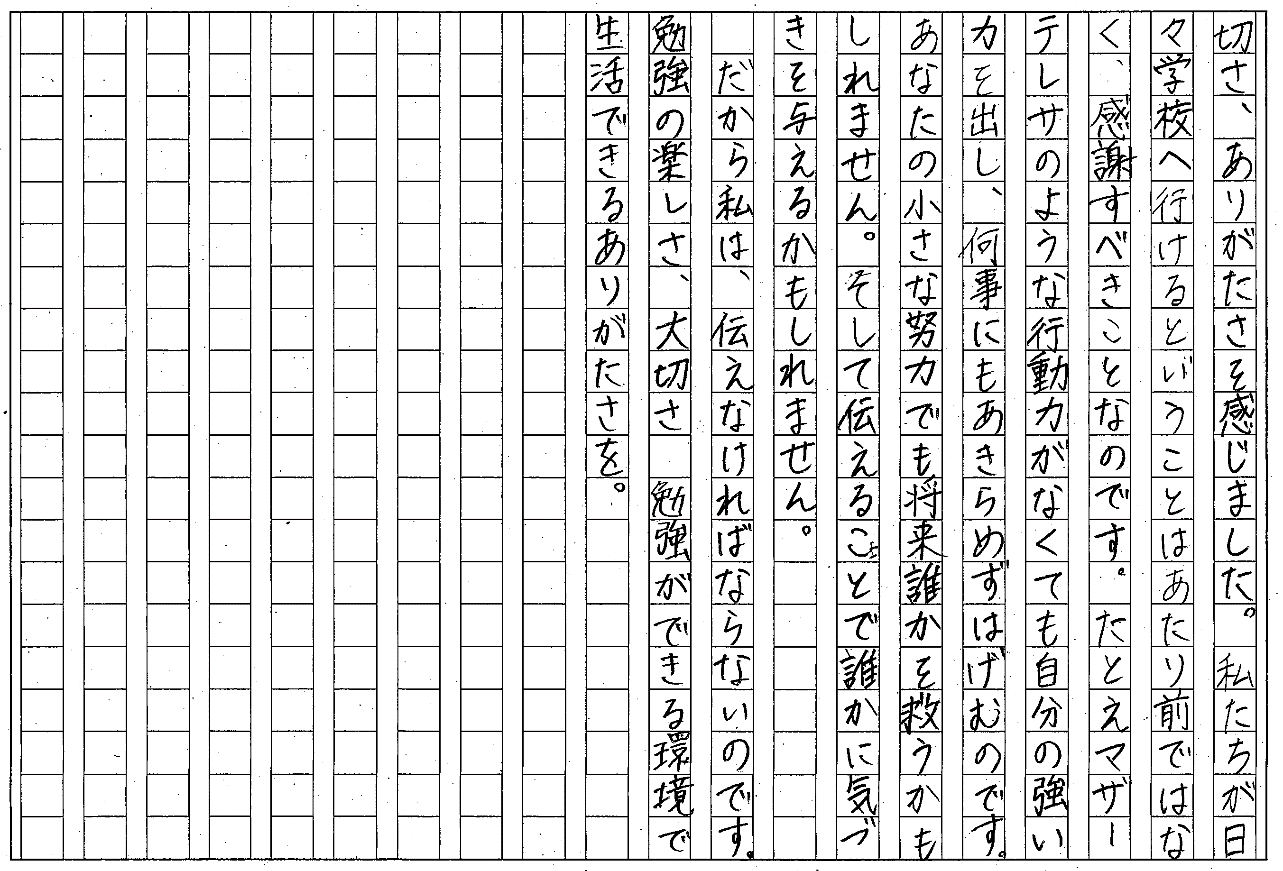 切さ、ありがたさを感じました。私たちが日
々学校へ行けるということはあたり前ではな
く、感謝すべきことなのです。たとえマザー
テレサのような行動力がなくても自分の強い
力を出し、何事にもあきらめずはげむのです。
あなたの小さな努力でも将来誰かを救うかも
しれません。そして伝えることで誰かに気づ
きを与えるかもしれません。
　だから私は、伝えなければならないのです。
勉強の楽しさ、大切さ　勉強ができる環境で
生活できるありがたさを。